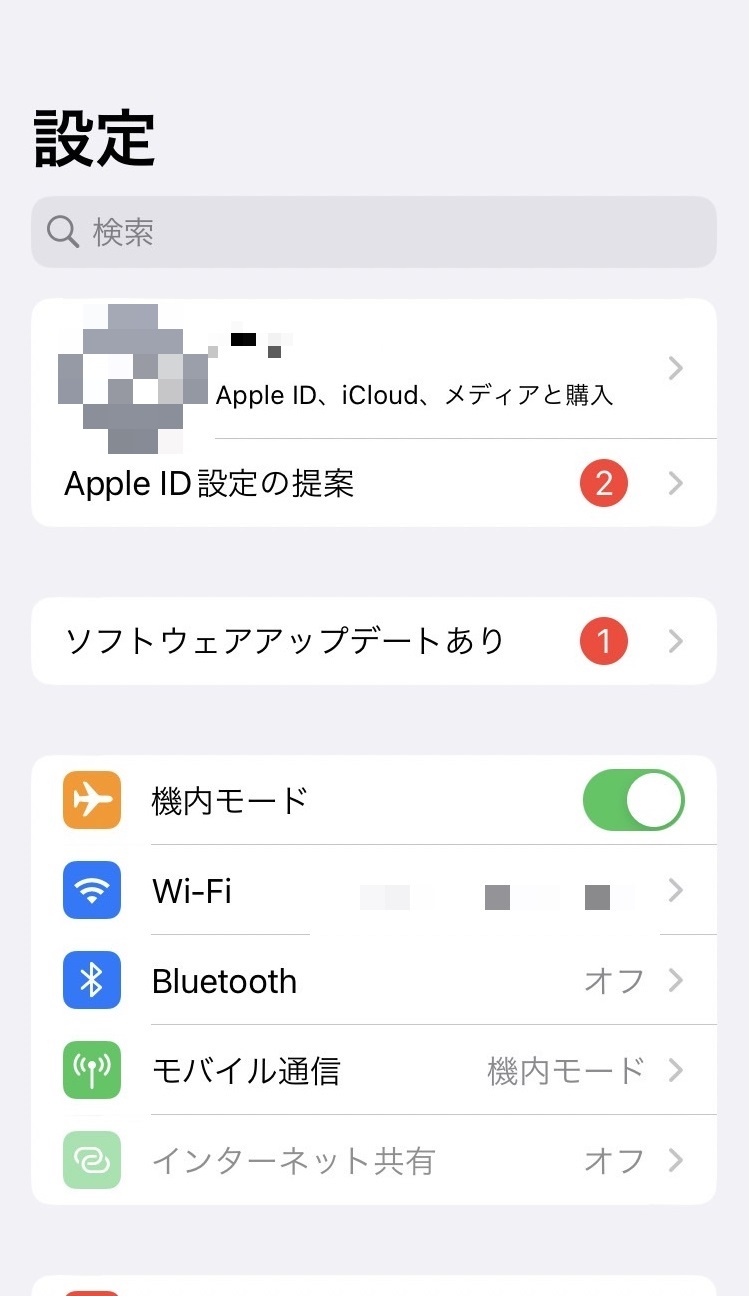 設定
検索
Apple ID、iCloud、メディアと購入
Apple ID設定の提案 2
ソフトウェアアップデートあり 1
機内モード
Wi-Fi
Bluetooth オフ
モバイル通信 機内モード
インターネット共有 オフ